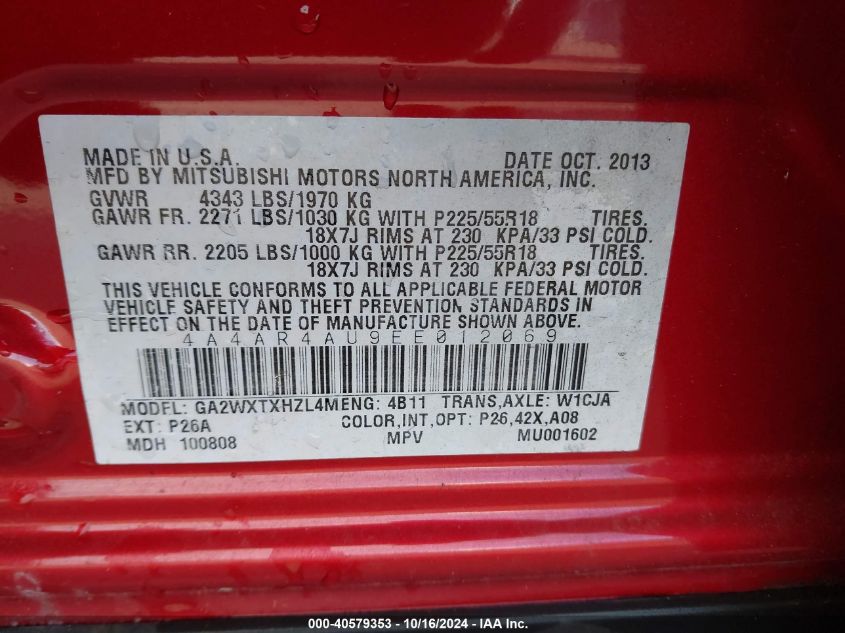 MADE IN U.S.A. DATE OCT. 2013
MFD BY MITSUBISHI MOTORS NORTH AMERICA, INC.
GVWR 4343 LBS/1970 KG
GAWR FR. 2271 LBS/1030 KG WITH P225/55R18 TIRES.
18X7J RIMS AT 230 KPA/33 PSI COLD.
GAWR RR. 2205 LBS/1000 KG WITH P225/55R18 TIRES.
18X7J RIMS AT 230 KPA/33 PSI COLD.
THIS VEHICLE CONFORMS TO ALL APPLICABLE FEDERAL MOTOR
VEHICLE SAFETY AND THEFT PREVENTION STANDARDS IN
EFFECT ON THE DATE OF MANUFACTURE SHOWN ABOVE.
4A4AR4AU9EE012069
MODEL: GA2WXTXHZL4MENG: 4B11 TRANS,AXLE: W1CJA
EXT: P26A COLOR,INT,OPT: P26,42X,A08
MDH 100808 MPV MU001602
000-40579353 - 10/16/2024 - IAA Inc.